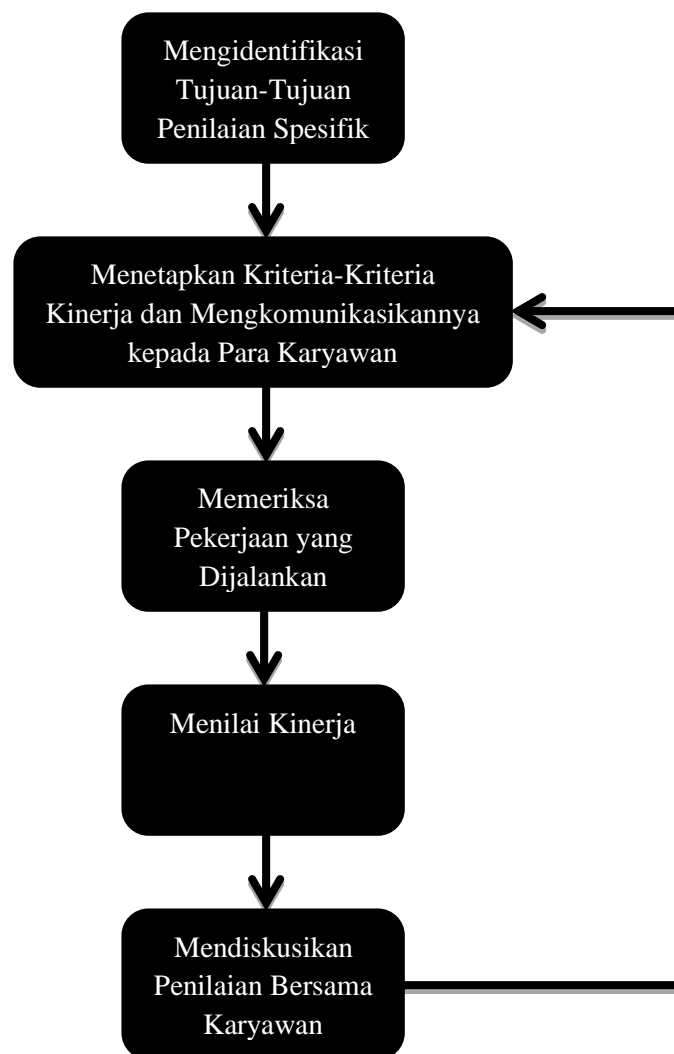 Mengidentifikasi
Tujuan-Tujuan
Penilaian Spesifik
Menetapkan Kriteria-Kriteria
Kinerja dan Mengkomunikasikannya
kepada Para Karyawan
Memeriksa
Pekerjaan yang
Dijalankan
Menilai Kinerja
Mendiskusikan
Penilaian Bersama
Karyawan